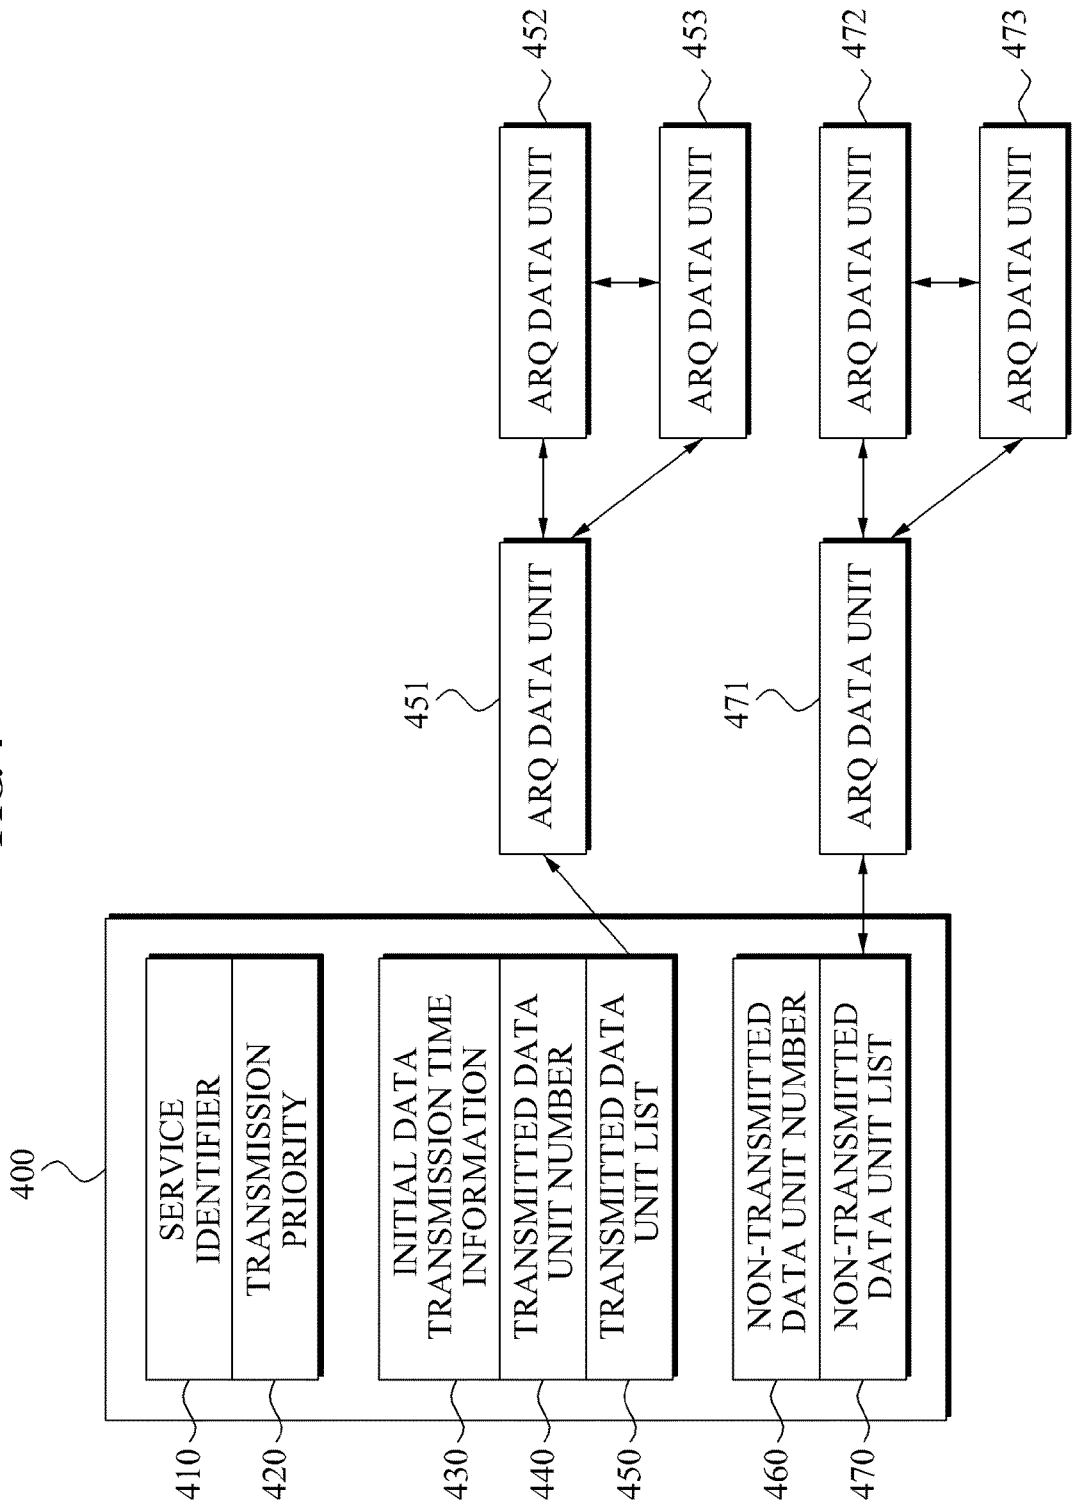 400
410
SERVICE
IDENTIFIER
420
TRANSMISSION
PRIORITY
430
INITIAL DATA
TRANSMISSION TIME
INFORMATION
440
TRANSMITTED DATA
UNIT NUMBER
450
TRANSMITTED DATA
UNIT LIST
460
NON-TRANSMITTED
DATA UNIT NUMBER
470
NON-TRANSMITTED
DATA UNIT LIST
451
ARQ DATA UNIT
ARQ DATA UNIT
452
ARQ DATA UNIT
453
471
ARQ DATA UNIT
ARQ DATA UNIT
472
ARQ DATA UNIT
473